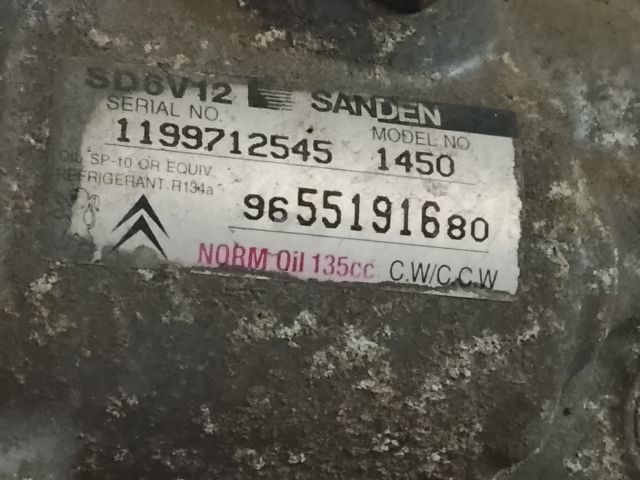 SD6V12 SANDEN
SERIAL NO. MODEL NO.
1199712545 1450
OIL SP-10 OR EQUIV.
REFRIGERANT.R134a
9655191680
NORM Oil 135cc C.W/C.C.W